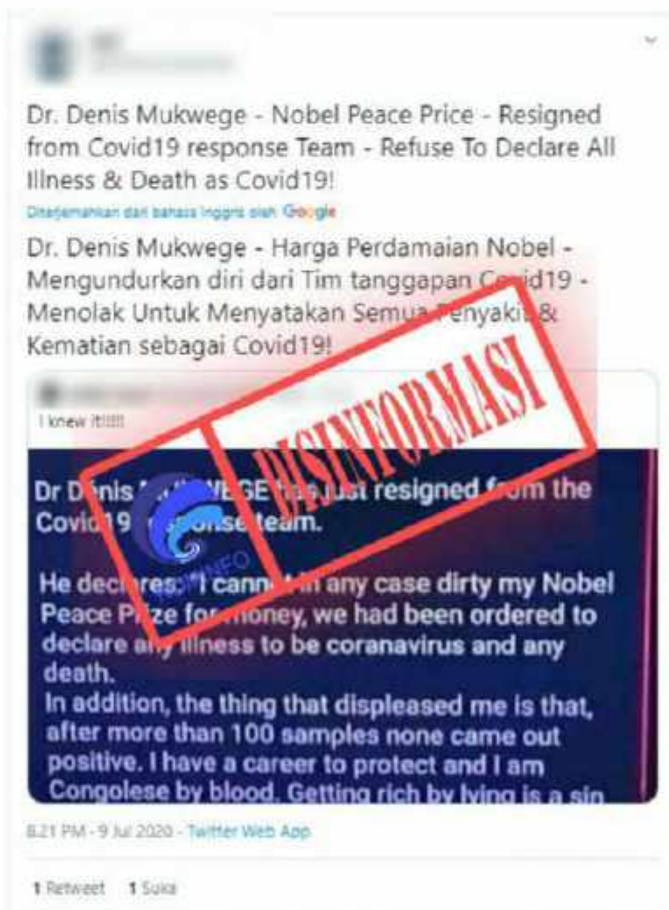 Dr. Denis Mukwege - Nobel Peace Price - Resigned
from Covid19 response Team - Refuse To Declare All
Illness & Death as Covid19!
Diterjemahkan dari bahasa Inggris oleh Google
Dr. Denis Mukwege - Harga Perdamaian Nobel -
Mengundurkan diri dari Tim tanggapan Covid19 -
Menolak Untuk Menyatakan Semua Penyakit &
Kematian sebagai Covid19!
I knew it!!!!!
DISINFORMASI
KOMINFO
Dr Denis has just resigned from the
Covid19 response team.
He declares: "I cannot in any case dirty my Nobel
Peace Prize for money, we had been ordered to
declare any illness to be coranavirus and any
death.
In addition, the thing that displeased me is that,
after more than 100 samples none came out
positive. I have a career to protect and I am
Congolese by blood. Getting rich by lying is a sin
8.21 PM - 9 Jul 2020 - Twitter Web App
1 Retweet 1 Suka